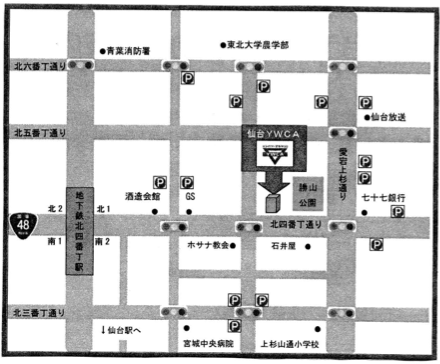 青葉消防署
東北大学農学部
北六番丁通り
P
P
P
P
P
仙台放送
北五番丁通り
仙台YWCA
愛宕上杉通り
P
P
P
P
酒造会館
GS
勝山
公園
七十七銀行
P
国道
48
北2
北1
地下鉄北四番丁駅
北四番丁通り
南1
南2
ホサナ教会
石井屋
P
P
P
P
北三番丁通り
↓仙台駅へ
P
P
宮城中央病院
上杉山通小学校